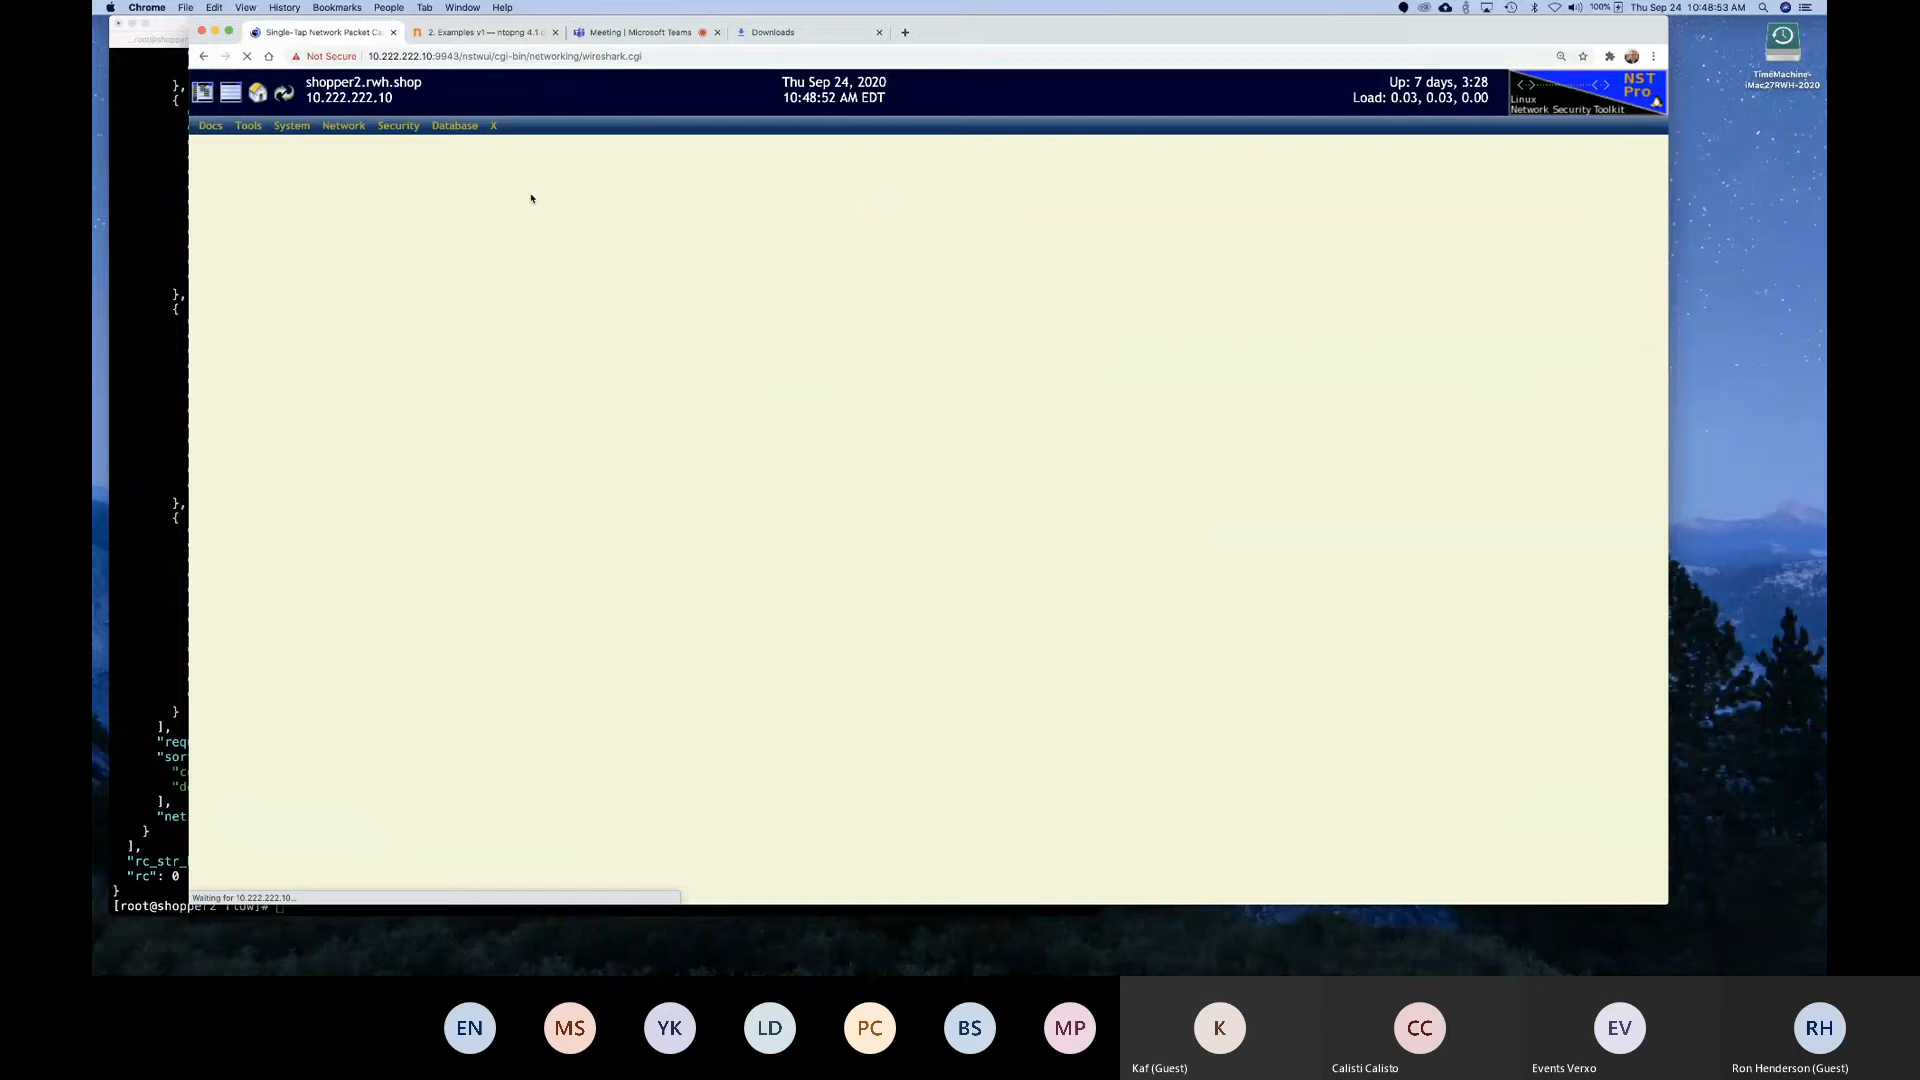 Chrome File Edit View History Bookmarks People Tab Window Help
100% Thu Sep 24 10:48:53 AM
Single-Tap Network Packet Ca
2. Examples v1 — ntopng 4.1 c
Meeting | Microsoft Teams
Downloads
...root@shopper
Not Secure 10.222.222.10:9943/nstwui/cgi-bin/networking/wireshark.cgi
TimeMachine-
iMac27RWH-2020
shopper2.rwh.shop
10.222.222.10
Thu Sep 24, 2020
10:48:52 AM EDT
Up: 7 days, 3:28
Load: 0.03, 0.03, 0.00
NST
Pro
Linux
Network Security Toolkit
Docs Tools System Network Security Database X
},
{
},
{
},
{
}
],
"req
"sor
"c
"d
],
"net
}
],
"rc_str_
"rc": 0
}
Waiting for 10.222.222.10...
[root@shopper2 flow]#
EN MS YK LD PC BS MP K CC EV RH
Kaf (Guest)
Calisti Calisto
Events Verxo
Ron Henderson (Guest)